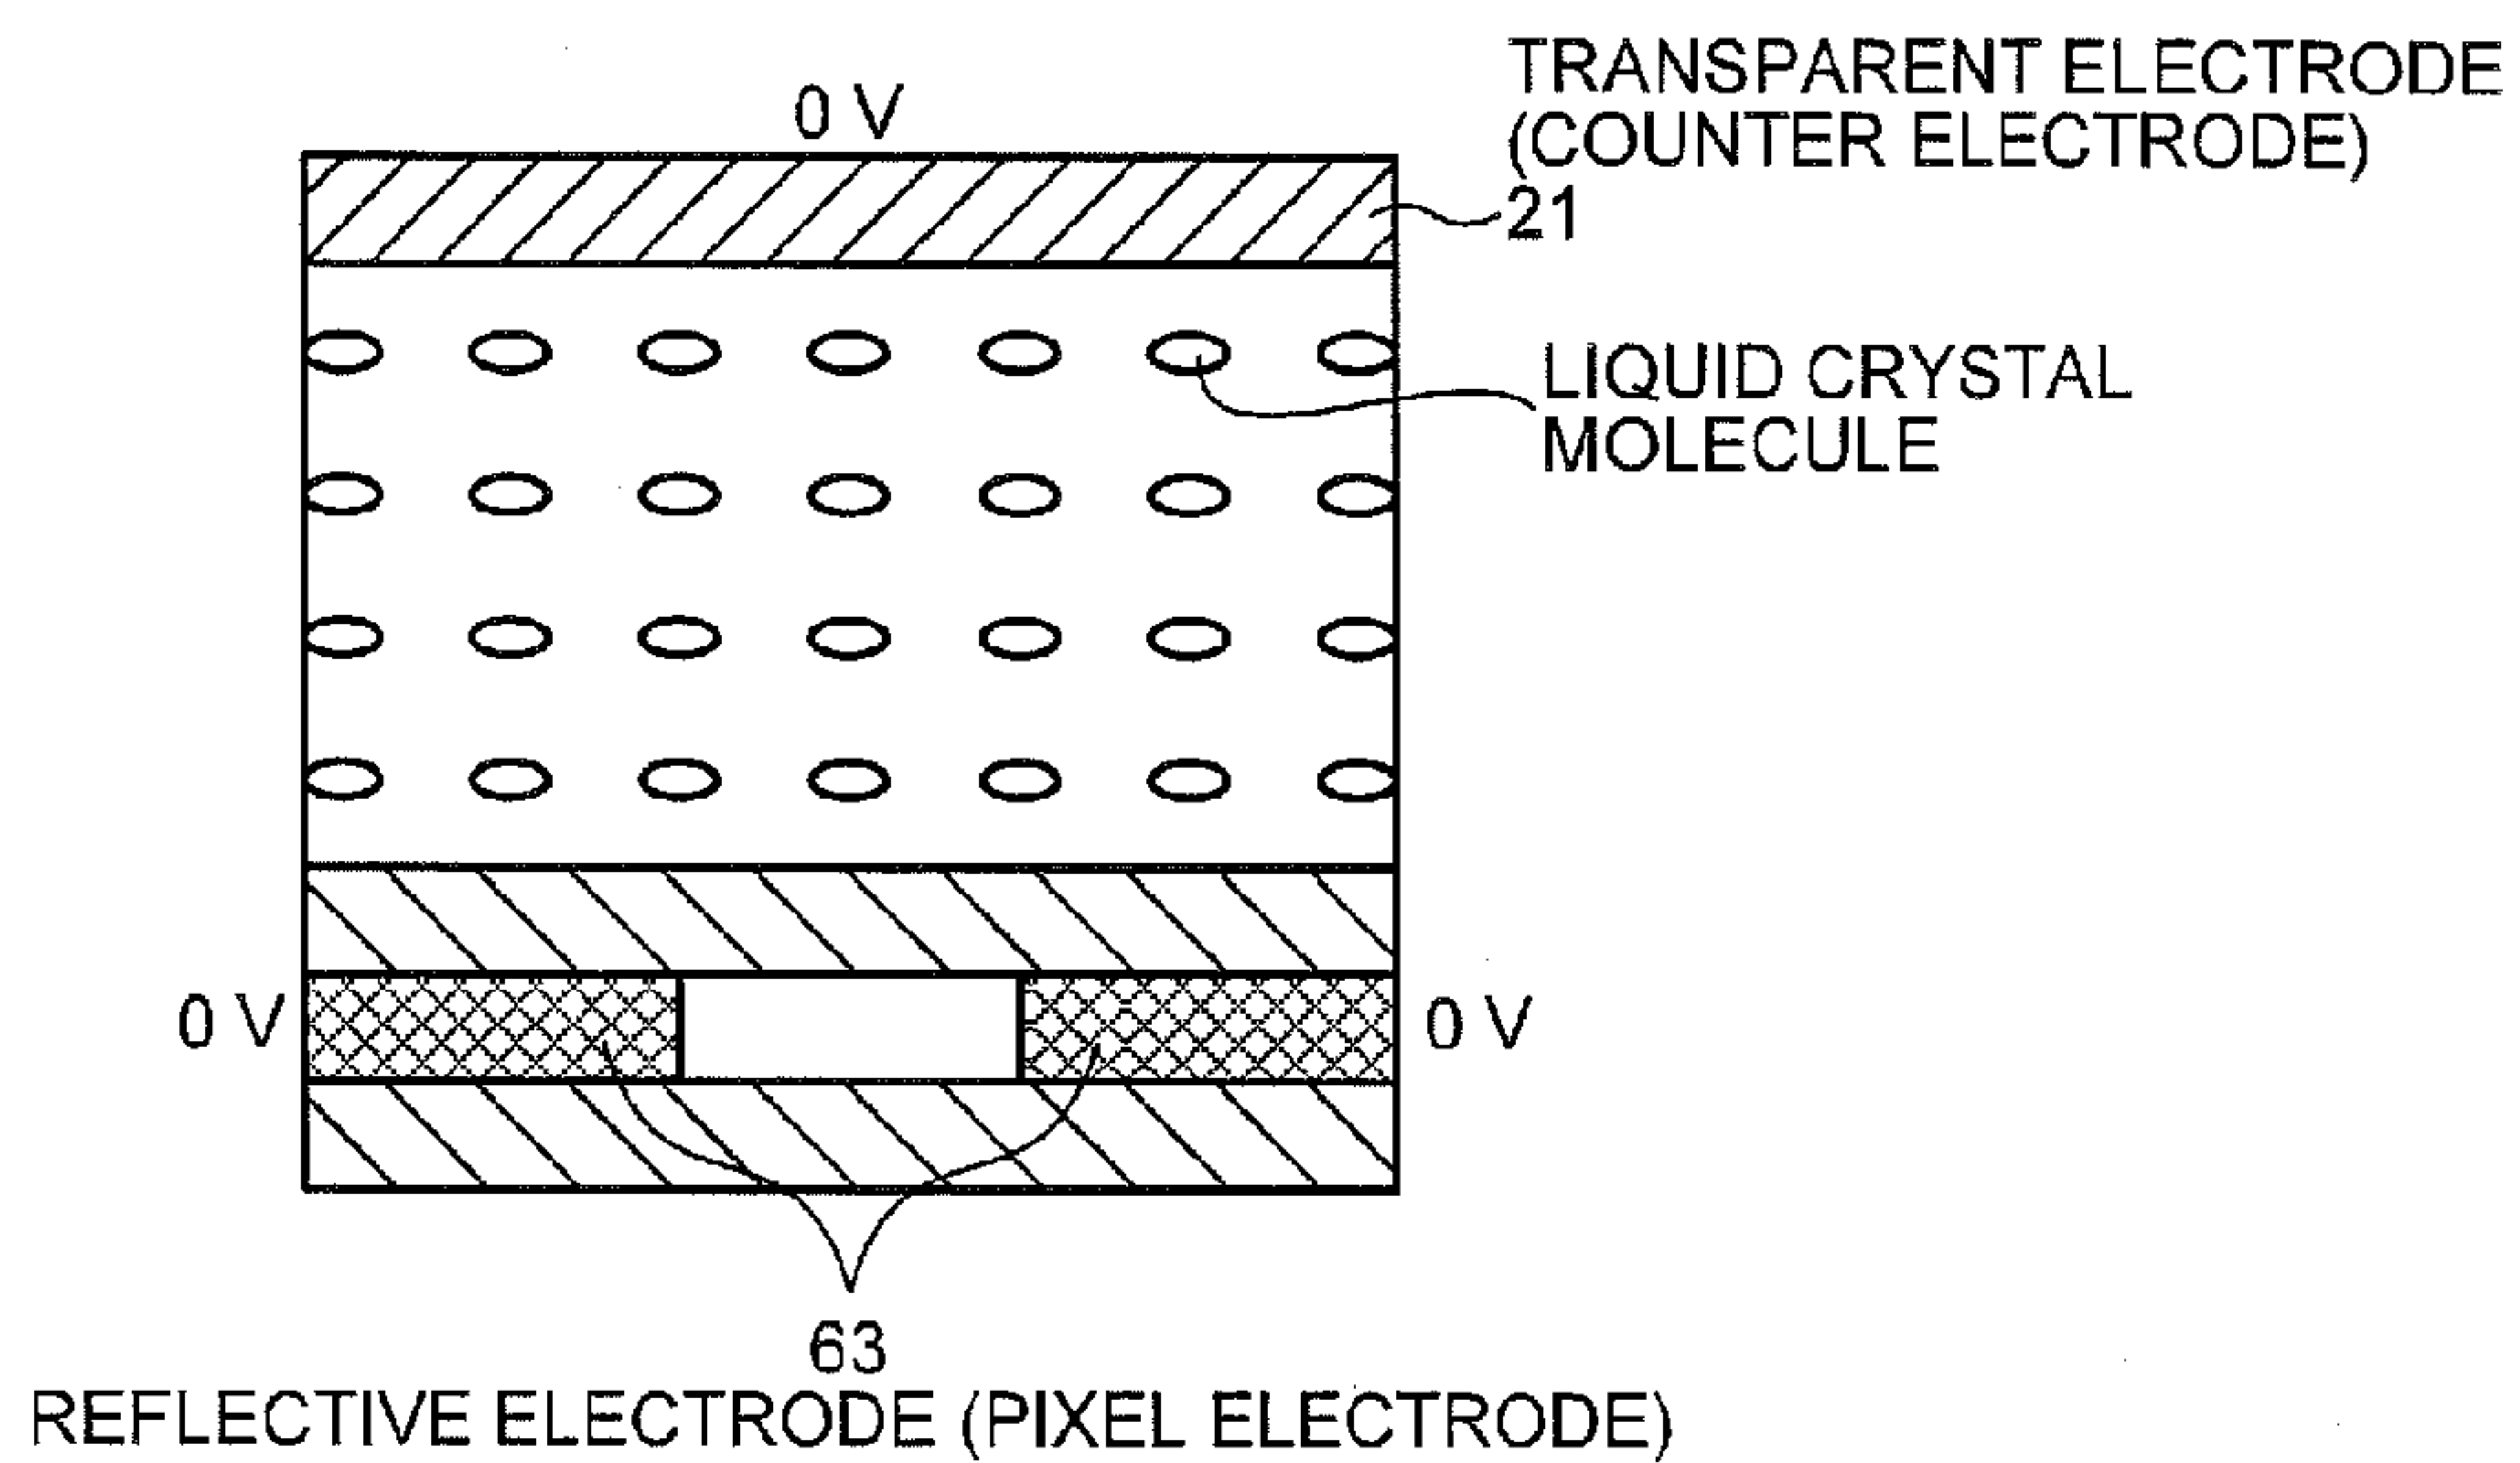 0 V
TRANSPARENT ELECTRODE
(COUNTER ELECTRODE)
21
LIQUID CRYSTAL
MOLECULE
0 V
0 V
63
REFLECTIVE ELECTRODE (PIXEL ELECTRODE)